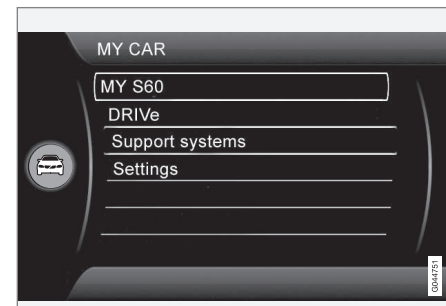 MY CAR
MY S60
DRIVe
Support systems
Settings
G044751